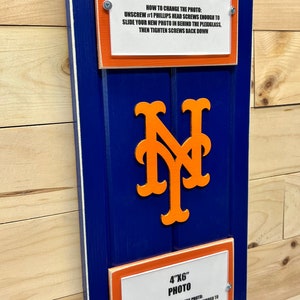 HOW TO CHANGE THE PHOTO:
UNSCREW #1 PHILLIPS HEAD SCREWS ENOUGH TO
SLIDE YOUR NEW PHOTO IN BEHIND THE PLEXIGLASS,
THEN TIGHTEN SCREWS BACK DOWN
NY
4"X6"
PHOTO